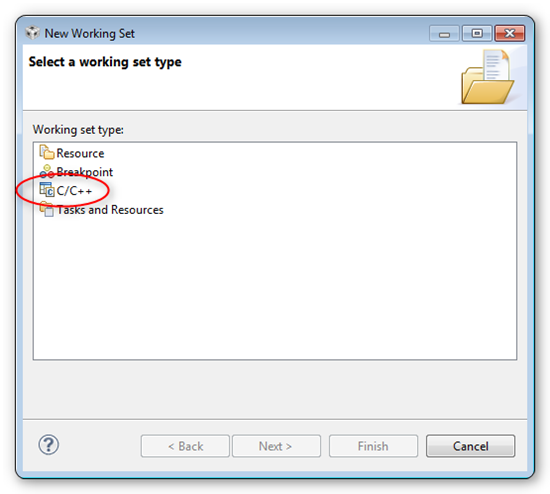 New Working Set
Select a working set type
Working set type:
Resource
Breakpoint
C/C++
Tasks and Resources
?
< Back
Next >
Finish
Cancel